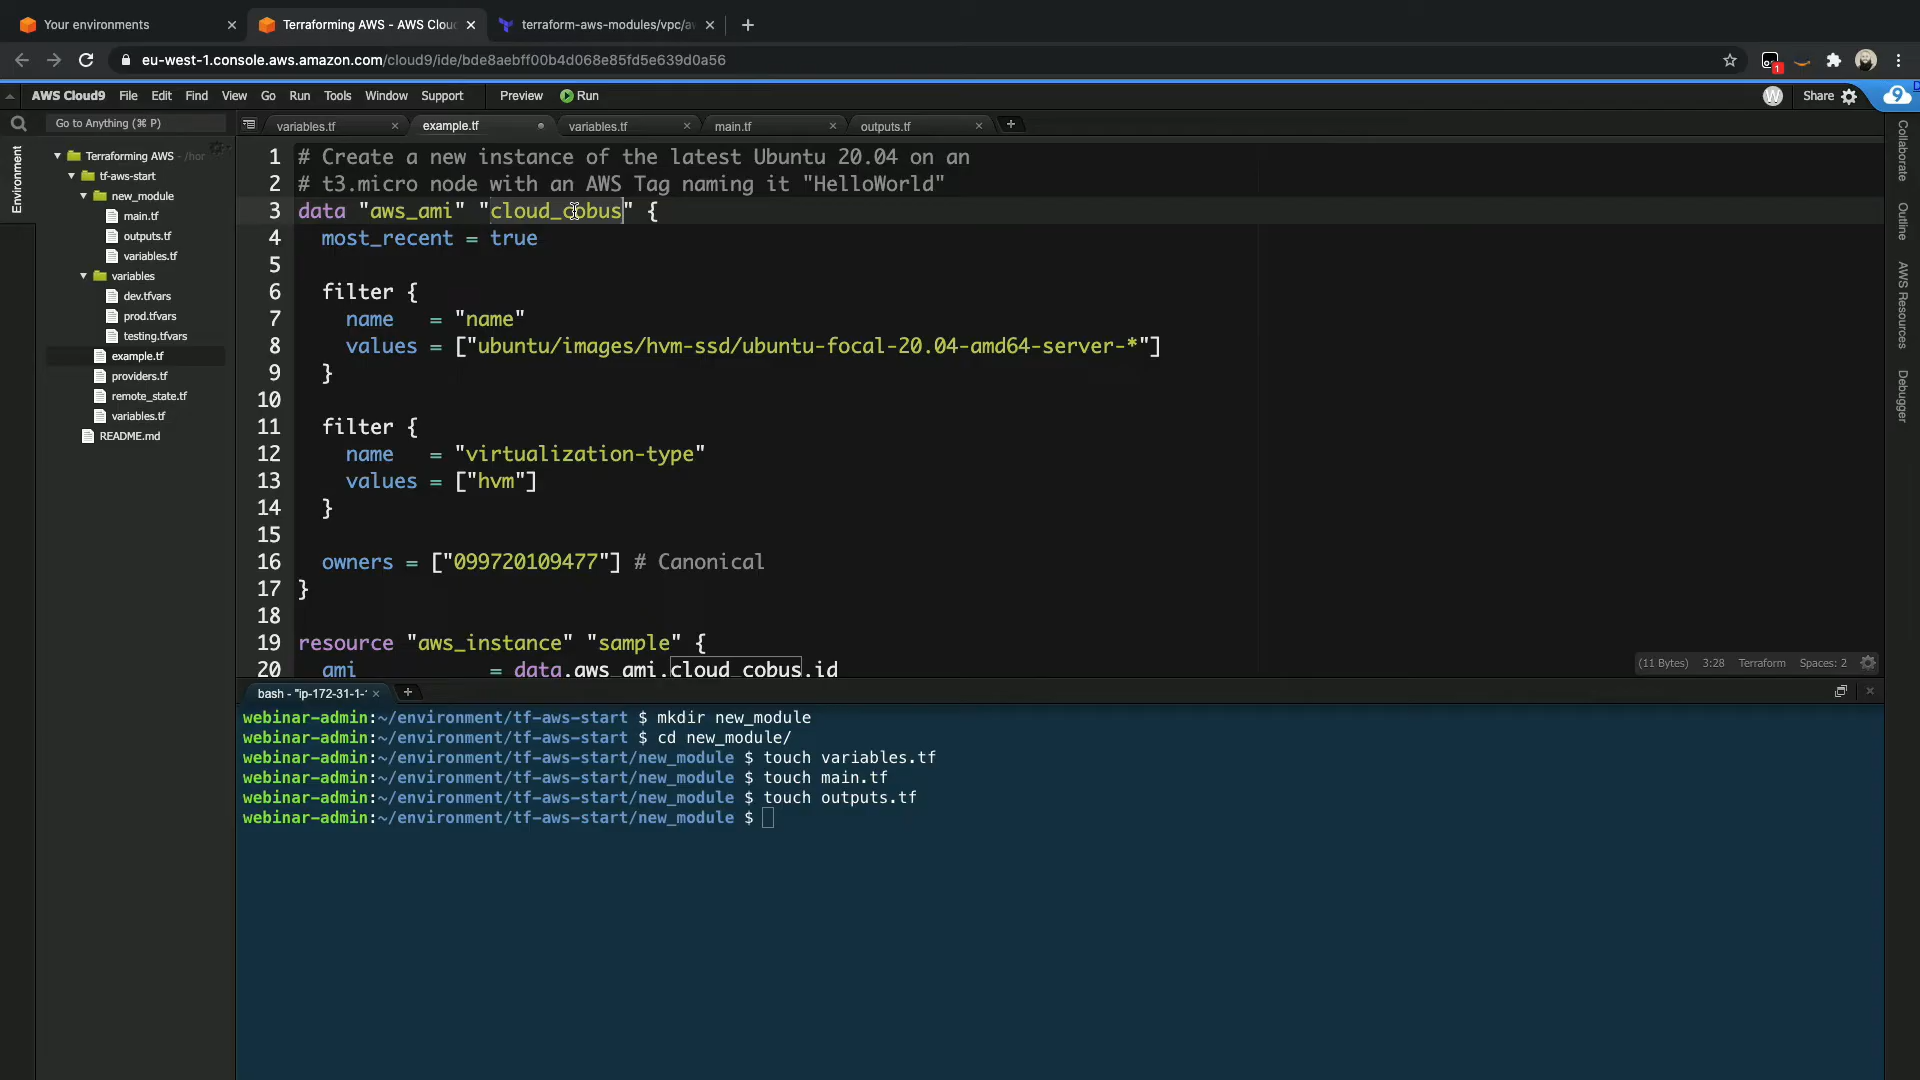 Your environments
Terraforming AWS - AWS Cloud
terraform-aws-modules/vpc/aw
eu-west-1.console.aws.amazon.com/cloud9/ide/bde8aebff00b4d068e85fd5e639d0a56
1
AWS Cloud9 File Edit Find View Go Run Tools Window Support Preview Run
W Share 9
Go to Anything (⌘ P)
variables.tf example.tf variables.tf main.tf outputs.tf
Environment
Terraforming AWS - /hor
tf-aws-start
new_module
main.tf
outputs.tf
variables.tf
variables
dev.tfvars
prod.tfvars
testing.tfvars
example.tf
providers.tf
remote_state.tf
variables.tf
README.md
1 # Create a new instance of the latest Ubuntu 20.04 on an
2 # t3.micro node with an AWS Tag naming it "HelloWorld"
3 data "aws_ami" "cloud_cobus" {
4 most_recent = true
5
6 filter {
7 name = "name"
8 values = ["ubuntu/images/hvm-ssd/ubuntu-focal-20.04-amd64-server-*"]
9 }
10
11 filter {
12 name = "virtualization-type"
13 values = ["hvm"]
14 }
15
16 owners = ["099720109477"] # Canonical
17 }
18
19 resource "aws_instance" "sample" {
20 ami = data.aws_ami.cloud_cobus.id
(11 Bytes) 3:28 Terraform Spaces: 2
Collaborate
Outline
AWS Resources
Debugger
bash - "ip-172-31-1-
webinar-admin:~/environment/tf-aws-start $ mkdir new_module
webinar-admin:~/environment/tf-aws-start $ cd new_module/
webinar-admin:~/environment/tf-aws-start/new_module $ touch variables.tf
webinar-admin:~/environment/tf-aws-start/new_module $ touch main.tf
webinar-admin:~/environment/tf-aws-start/new_module $ touch outputs.tf
webinar-admin:~/environment/tf-aws-start/new_module $